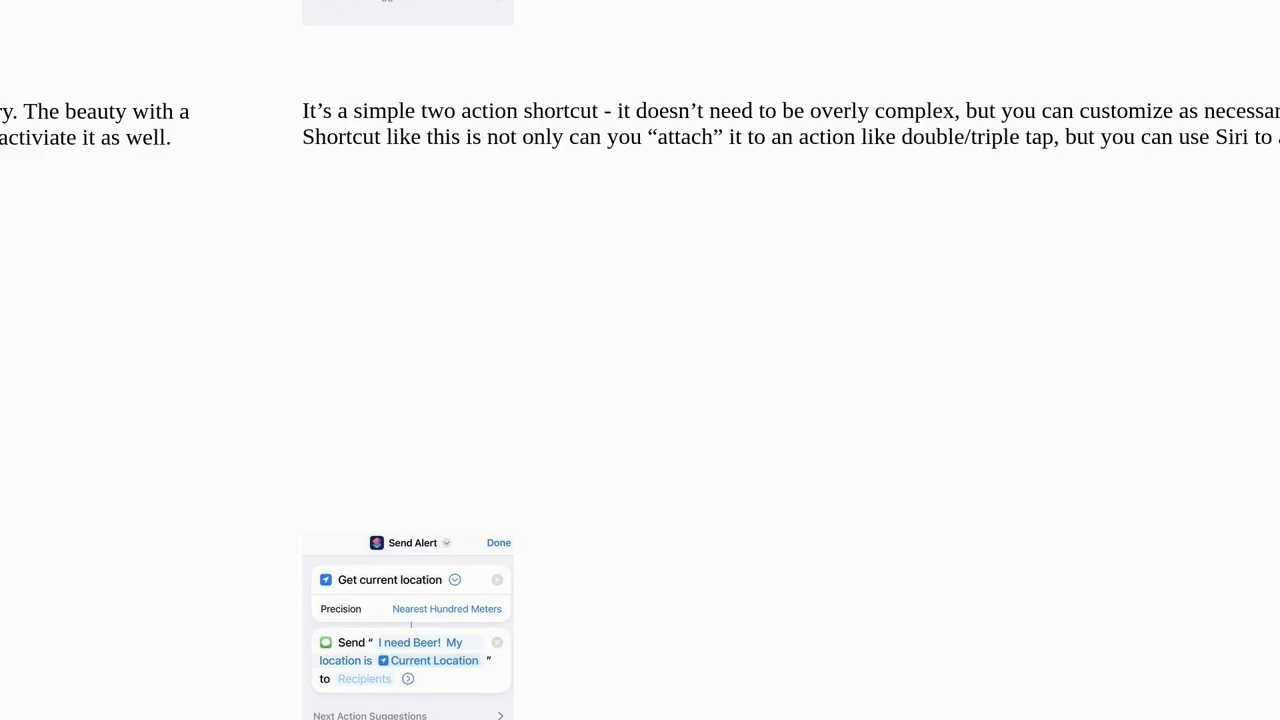 ry. The beauty with a
activiate it as well.
It’s a simple two action shortcut - it doesn’t need to be overly complex, but you can customize as necessar
Shortcut like this is not only can you “attach” it to an action like double/triple tap, but you can use Siri to
Send Alert
Done
Get current location
Precision
Nearest Hundred Meters
Send “ I need Beer! My
location is Current Location ”
to Recipients
Next Action Suggestions